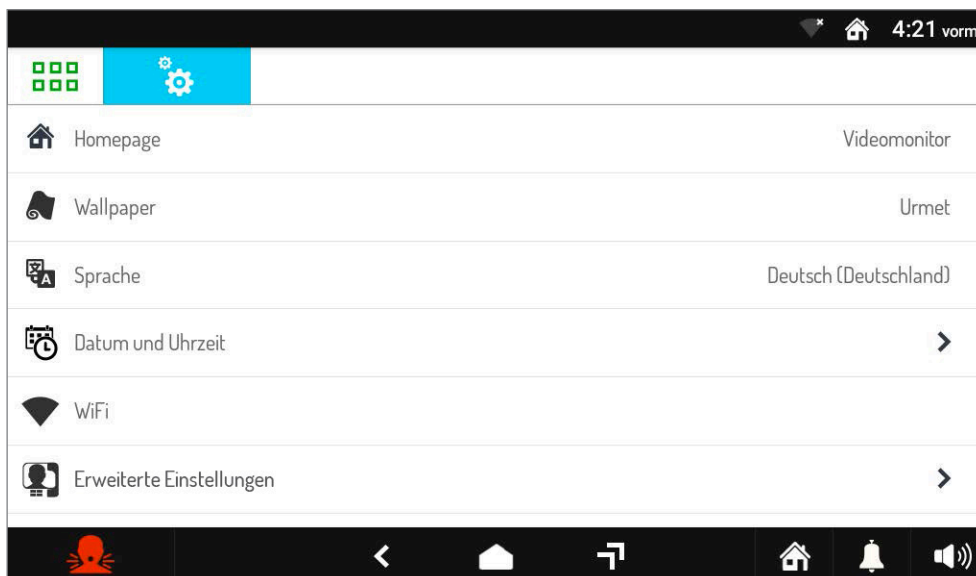 4:21 vorm
Homepage Videomonitor
Wallpaper Urmet
Sprache Deutsch (Deutschland)
Datum und Uhrzeit
WiFi
Erweiterte Einstellungen